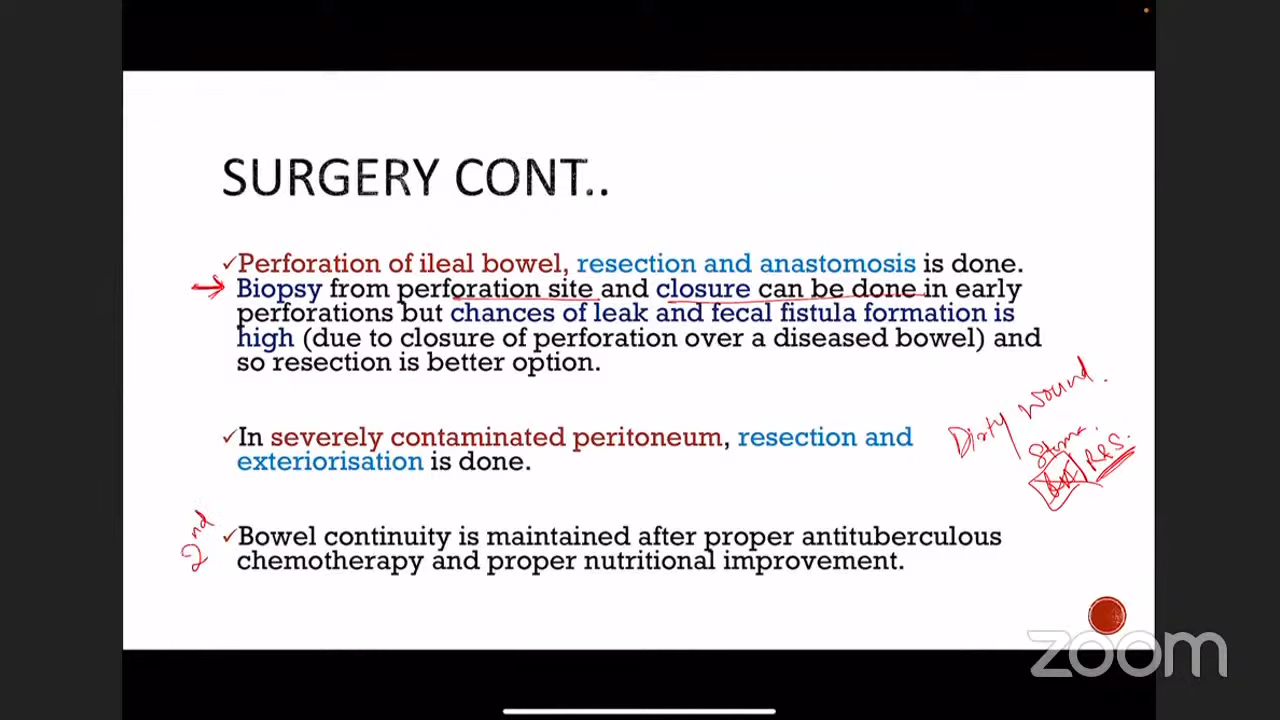 SURGERY CONT..
✓Perforation of ileal bowel, resection and anastomosis is done.
→ Biopsy from perforation site and closure can be done in early
perforations but chances of leak and fecal fistula formation is
high (due to closure of perforation over a diseased bowel) and
so resection is better option.
Dirty wound.
✓In severely contaminated peritoneum, resection and
exteriorisation is done.
Stoma.
R&S.
2nd
✓Bowel continuity is maintained after proper antituberculous
chemotherapy and proper nutritional improvement.
zoom